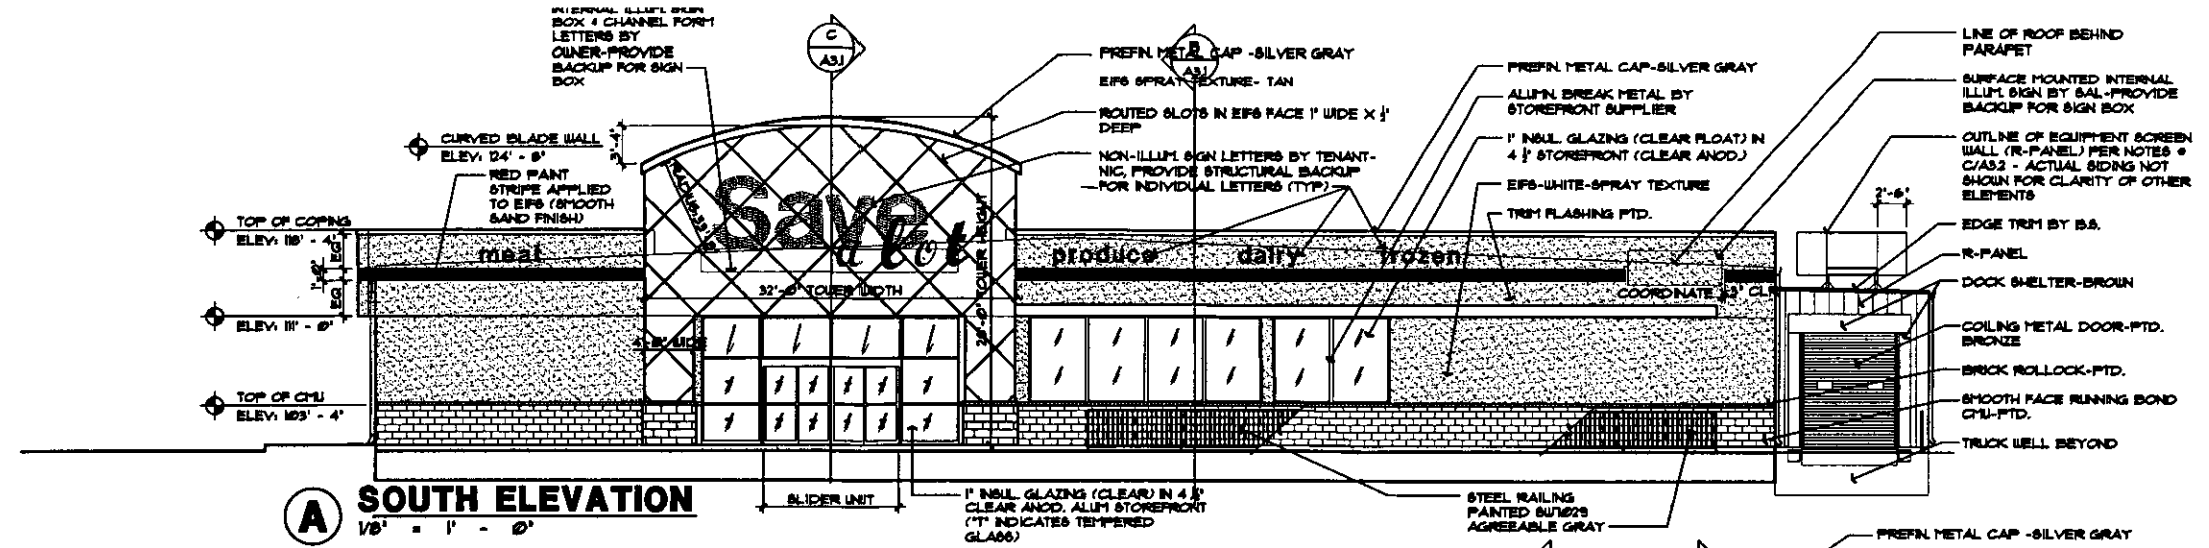 INTERNAL ILLUM. SIGN
BOX & CHANNEL FORM
LETTERS BY
OWNER-PROVIDE
BACKUP FOR SIGN
BOX
C
A3.1
B
A3.1
PREFIN. METAL CAP -SILVER GRAY
EIFS SPRAY TEXTURE- TAN
ROUTED SLOTS IN EIFS FACE 1" WIDE X
DEEP
NON-ILLUM. SIGN LETTERS BY TENANT-
NIC, PROVIDE STRUCTURAL BACKUP
FOR INDIVIDUAL LETTERS (TYP)
PREFIN. METAL CAP-SILVER GRAY
ALUMN. BREAK METAL BY
STOREFRONT SUPPLIER
1" INSUL. GLAZING (CLEAR FLOAT) IN
4 ½" STOREFRONT (CLEAR ANOD.)
EIFS-WHITE-SPRAY TEXTURE
TRIM FLASHING PTD.
LINE OF ROOF BEHIND
PARAPET
SURFACE MOUNTED INTERNAL
ILLUM. SIGN BY SAL-PROVIDE
BACKUP FOR SIGN BOX
OUTLINE OF EQUIPMENT SCREEN
WALL (R-PANEL) PER NOTES @
C/A3.2 - ACTUAL SIDING NOT
SHOWN FOR CLARITY OF OTHER
ELEMENTS
2'-6"
EDGE TRIM BY B.S.
R-PANEL
DOCK SHELTER-BROWN
COILING METAL DOOR-PTD.
BRONZE
BRICK ROLLOCK-PTD.
SMOOTH FACE RUNNING BOND
CMU-PTD.
TRUCK WELL BEYOND
CURVED BLADE WALL
ELEV: 124' - 8"
3'-4"
RED PAINT
STRIPE APPLIED
TO EIFS (SMOOTH
SAND FINISH)
TOP OF COPING
ELEV: 118' - 4"
EQ
1'-0"
EQ
ELEV: 111' - 0"
TOP OF CMU
ELEV: 103' - 4"
meat
Save
a lot
produce
dairy
frozen
32'-0" TOWER WIDTH
TOWER HEIGHT
WIDE
COORDINATE
SLIDER UNIT
1" INSUL. GLAZING (CLEAR) IN 4 ½"
CLEAR ANOD. ALUM STOREFRONT
("T" INDICATES TEMPERED
GLASS)
STEEL RAILING
PAINTED SW7029
AGREEABLE GRAY
PREFIN. METAL CAP -SILVER GRAY
A
SOUTH ELEVATION
1/8" = 1' - 0"